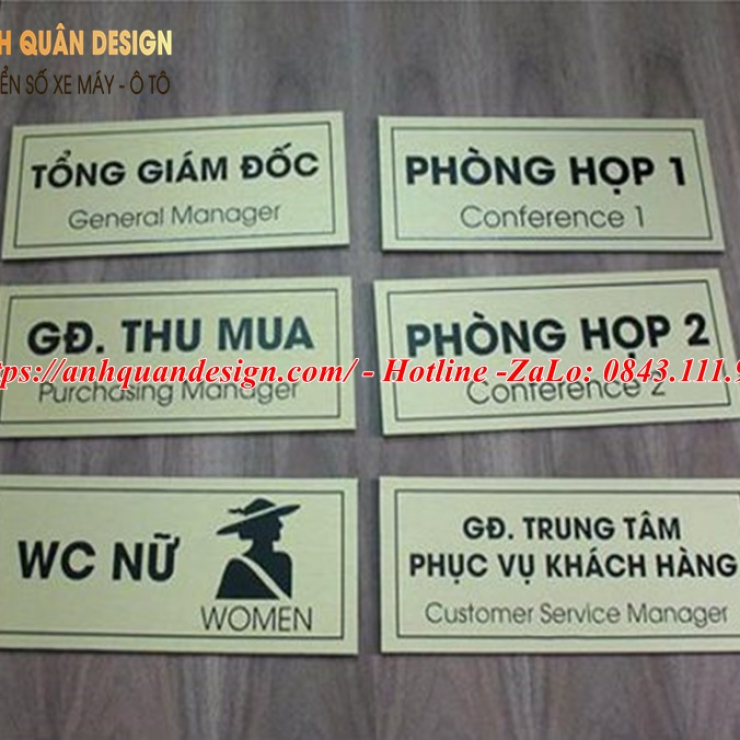 H QUÂN DESIGN
ỂN SỐ XE MÁY - Ô TÔ
TỔNG GIÁM ĐỐC
General Manager
PHÒNG HỌP 1
Conference 1
GĐ. THU MUA
Purchasing Manager
PHÒNG HỌP 2
Conference 2
ttps://anhquandesign.com/ - Hotline -ZaLo: 0843.111.9
WC NỮ
WOMEN
GĐ. TRUNG TÂM
PHỤC VỤ KHÁCH HÀNG
Customer Service Manager